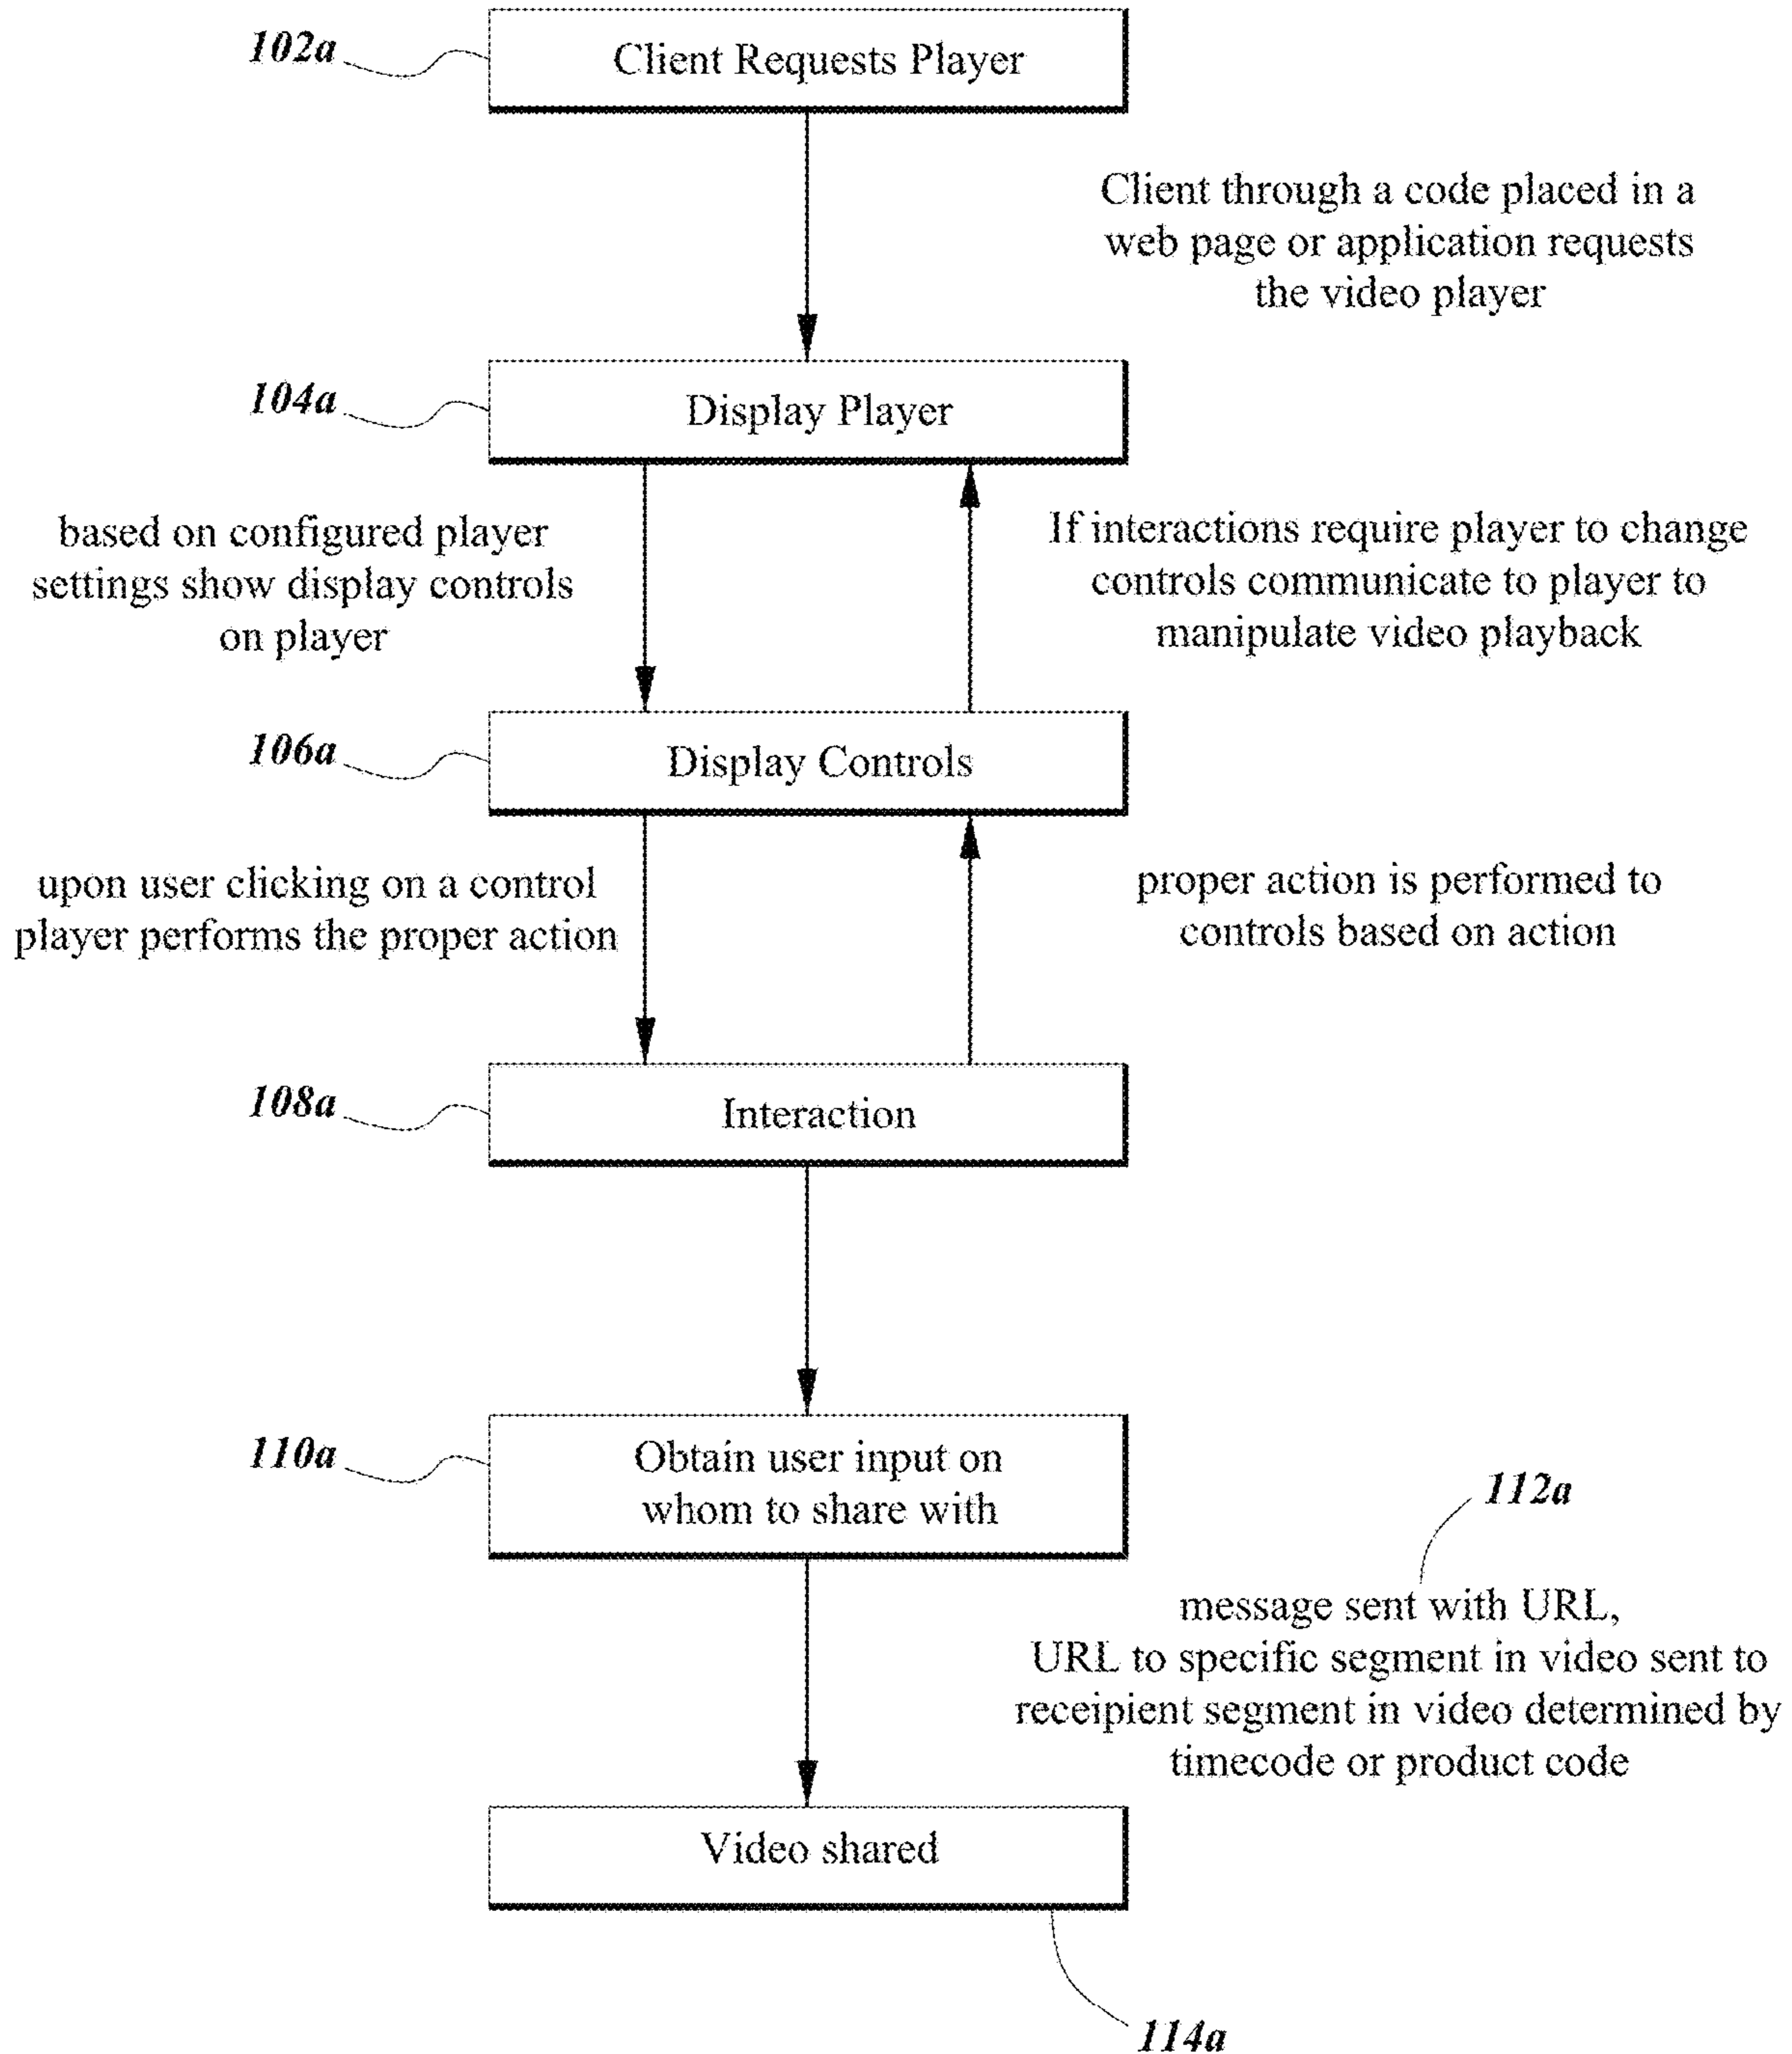 102a
Client Requests Player
Client through a code placed in a
web page or application requests
the video player
104a
Display Player
based on configured player
settings show display controls
on player
If interactions require player to change
controls communicate to player to
manipulate video playback
106a
Display Controls
upon user clicking on a control
player performs the proper action
proper action is performed to
controls based on action
108a
Interaction
110a
Obtain user input on
whom to share with
112a
message sent with URL,
URL to specific segment in video sent to
receipient segment in video determined by
timecode or product code
Video shared
114a